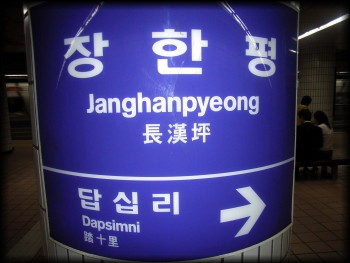 장한평
Janghanpyeong
長漢坪
답십리
Dapsimni
踏十里